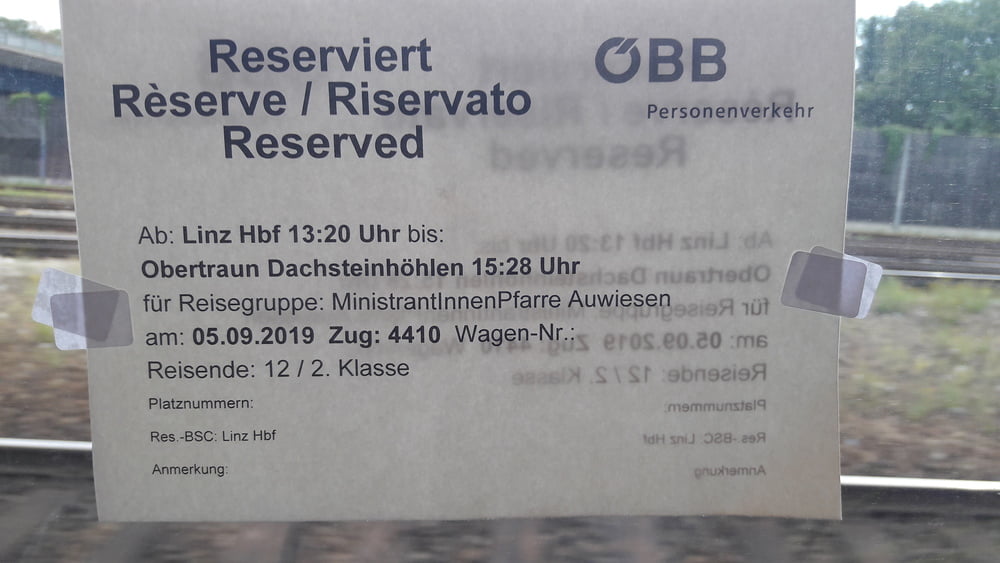 Reserviert
Rèserve / Riservato
Reserved
ÖBB
Personenverkehr
Ab: Linz Hbf 13:20 Uhr bis:
Obertraun Dachsteinhöhlen 15:28 Uhr
für Reisegruppe: MinistrantInnenPfarre Auwiesen
am: 05.09.2019 Zug: 4410 Wagen-Nr.:
Reisende: 12 / 2. Klasse
Platznummern:
Res.-BSC: Linz Hbf
Anmerkung: